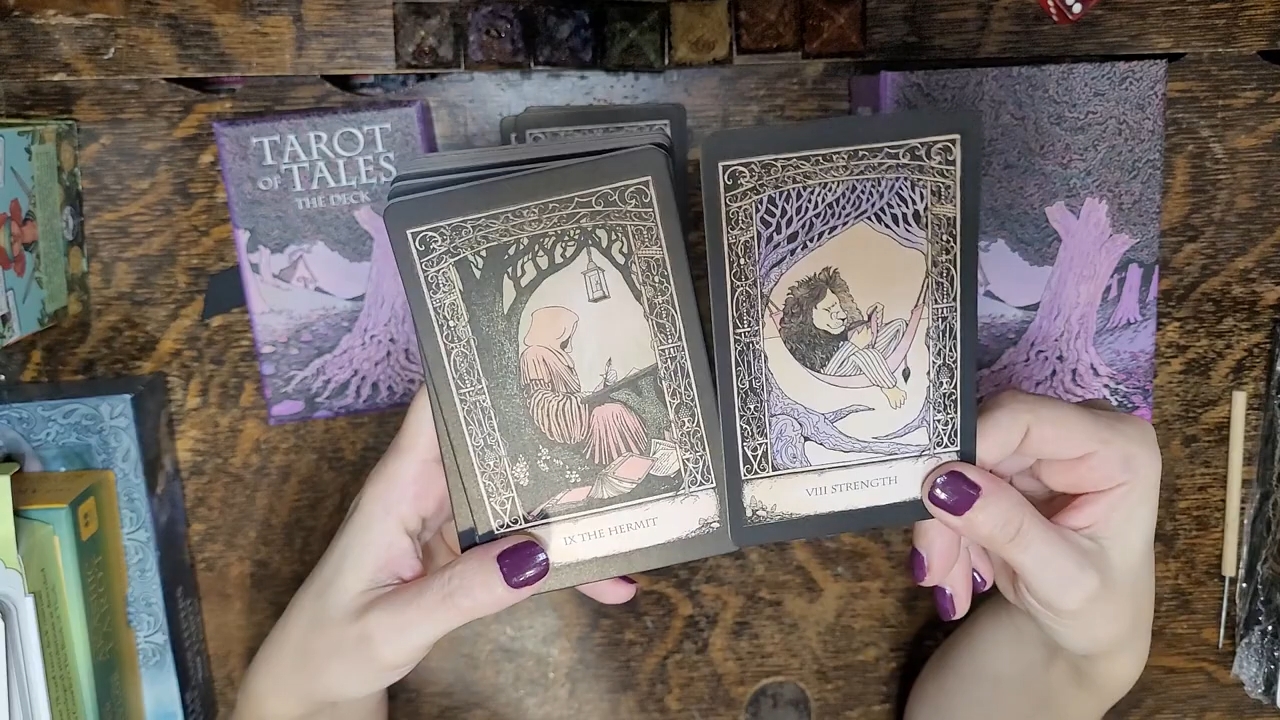 TAROT
OF TALES
THE DECK
IX THE HERMIT
VIII STRENGTH